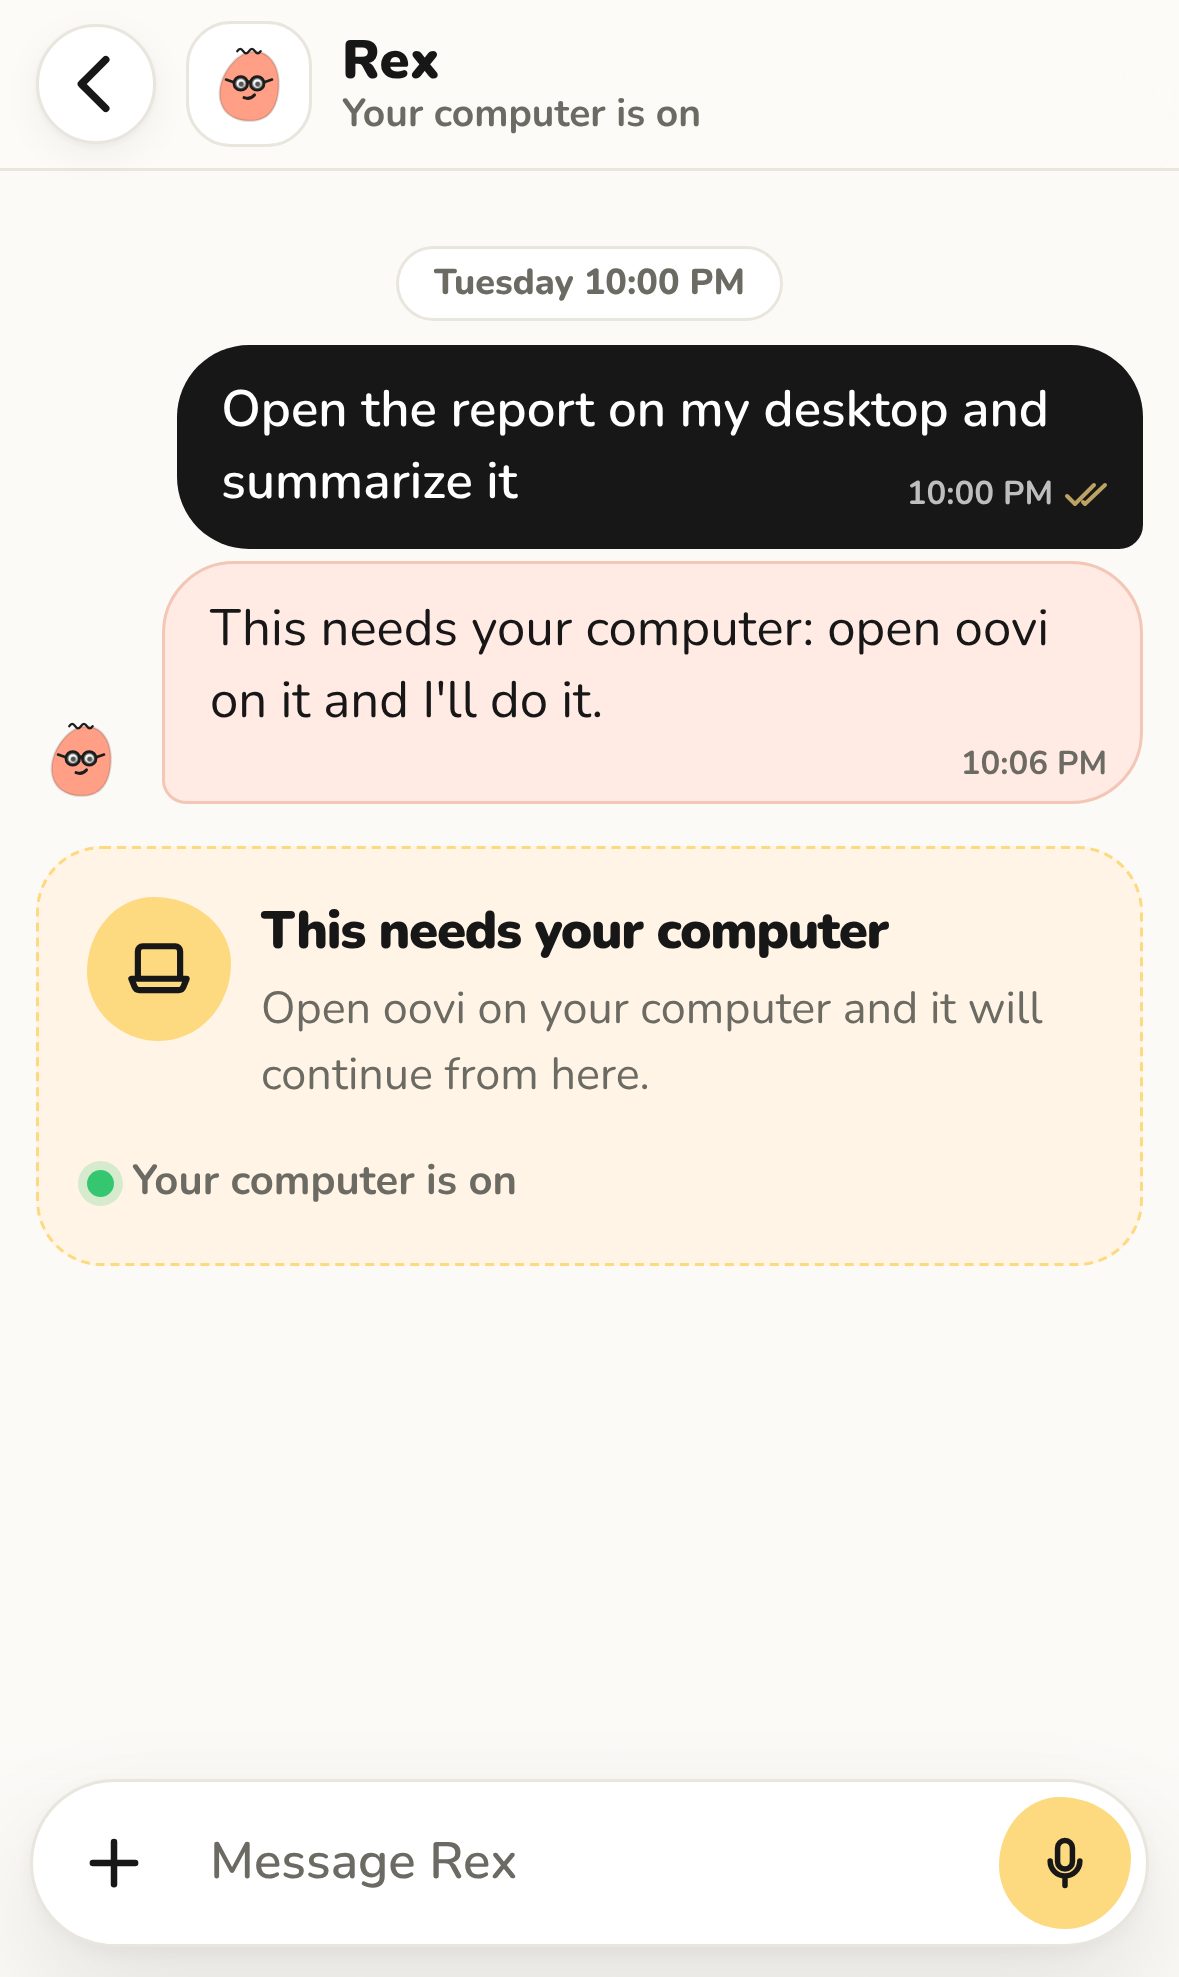 Rex
Your computer is on
Tuesday 10:00 PM
Open the report on my desktop and
summarize it
10:00 PM
This needs your computer: open oovi
on it and I'll do it.
10:06 PM
This needs your computer
Open oovi on your computer and it will
continue from here.
Your computer is on
Message Rex